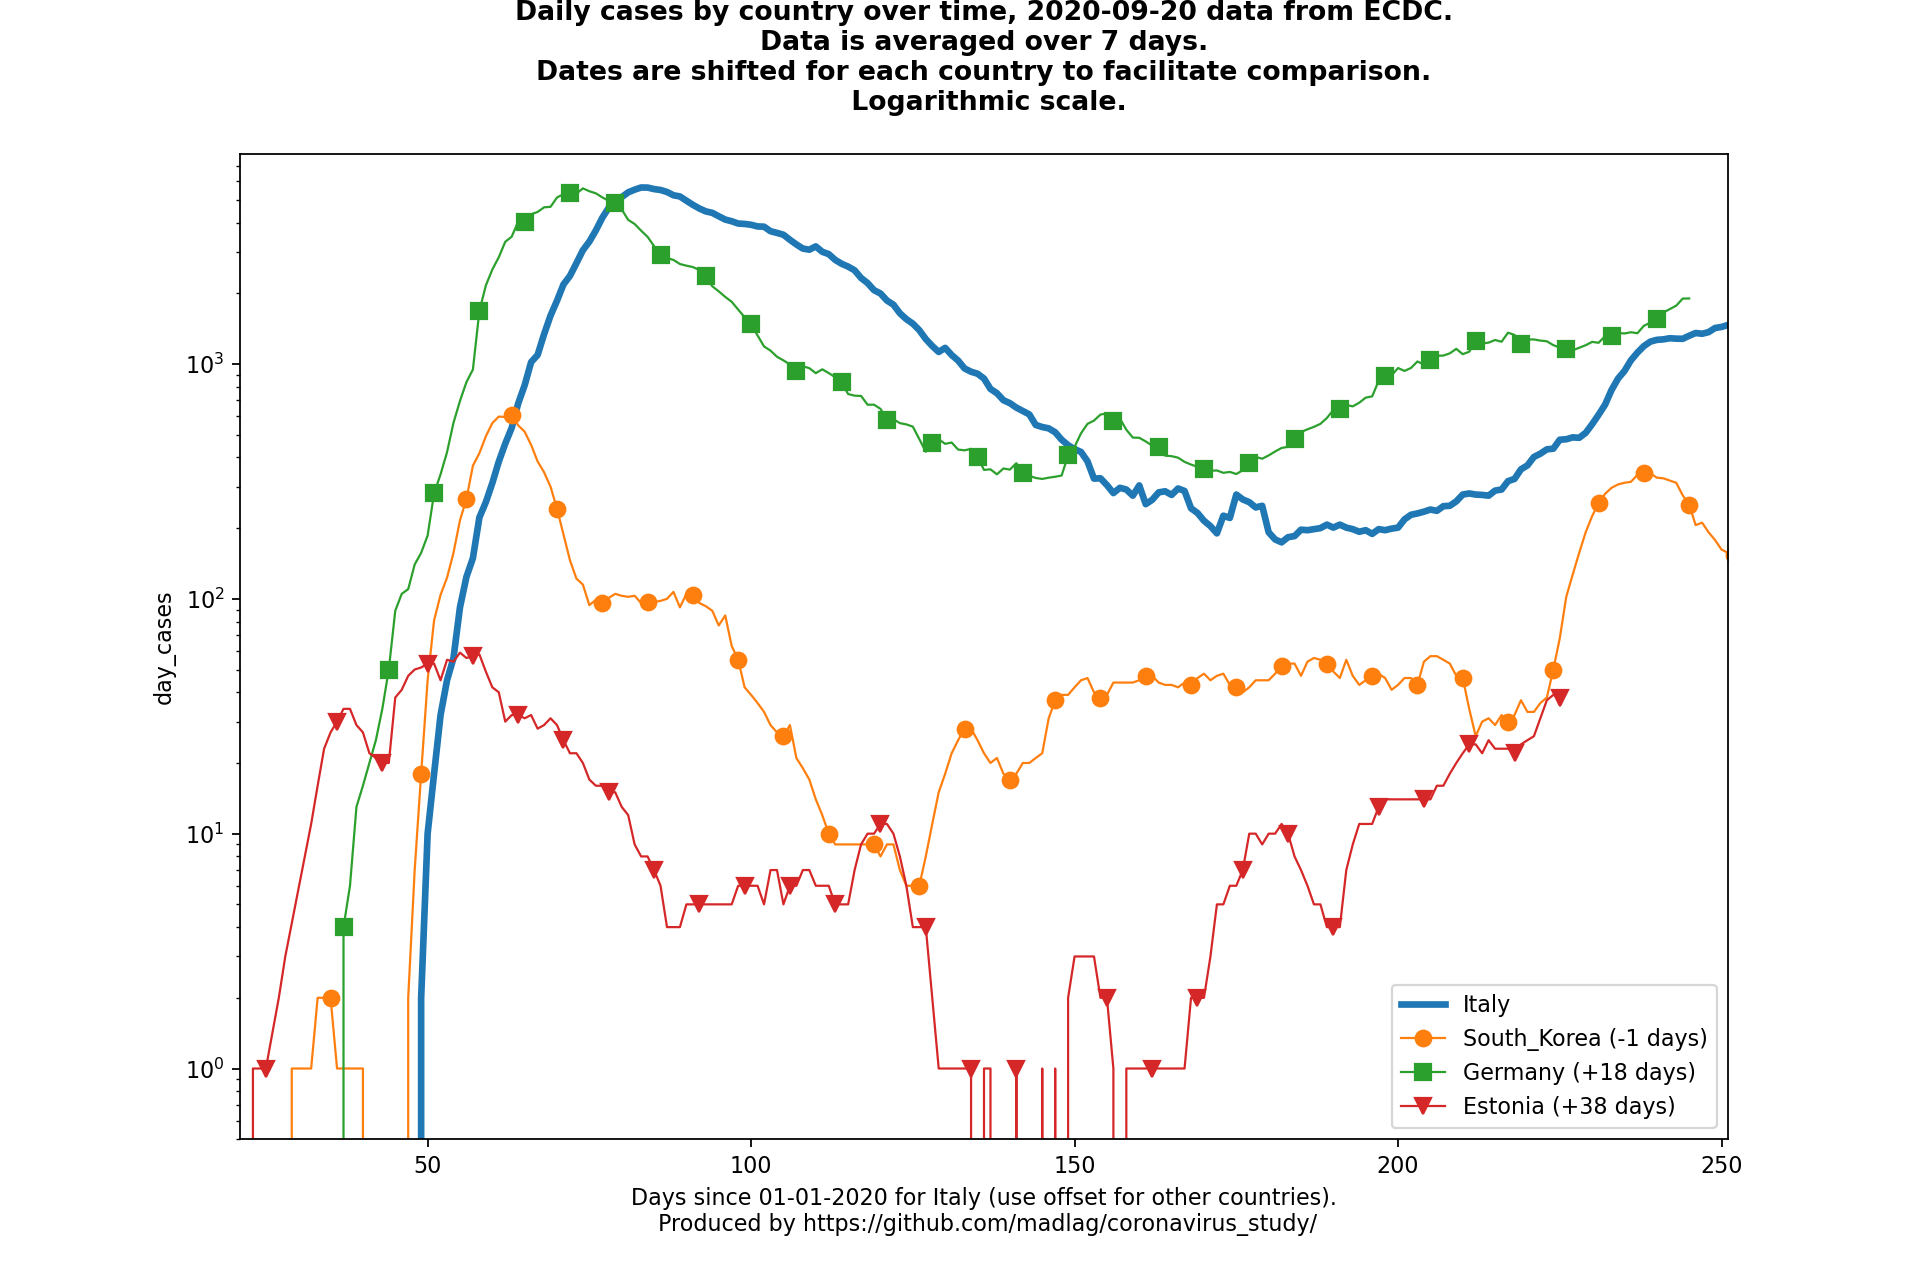 Daily cases by country over time, 2020-09-20 data from ECDC.
Data is averaged over 7 days.
Dates are shifted for each country to facilitate comparison.
Logarithmic scale.
10³
10²
10¹
10⁰
day_cases
Italy
South_Korea (-1 days)
Germany (+18 days)
Estonia (+38 days)
50 100 150 200 250
Days since 01-01-2020 for Italy (use offset for other countries).
Produced by https://github.com/madlag/coronavirus_study/